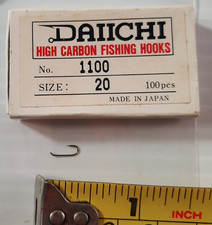 DAIICHI
HIGH CARBON FISHING HOOKS
No. 1100
SIZE: 20 100pcs
MADE IN JAPAN
1
INCH